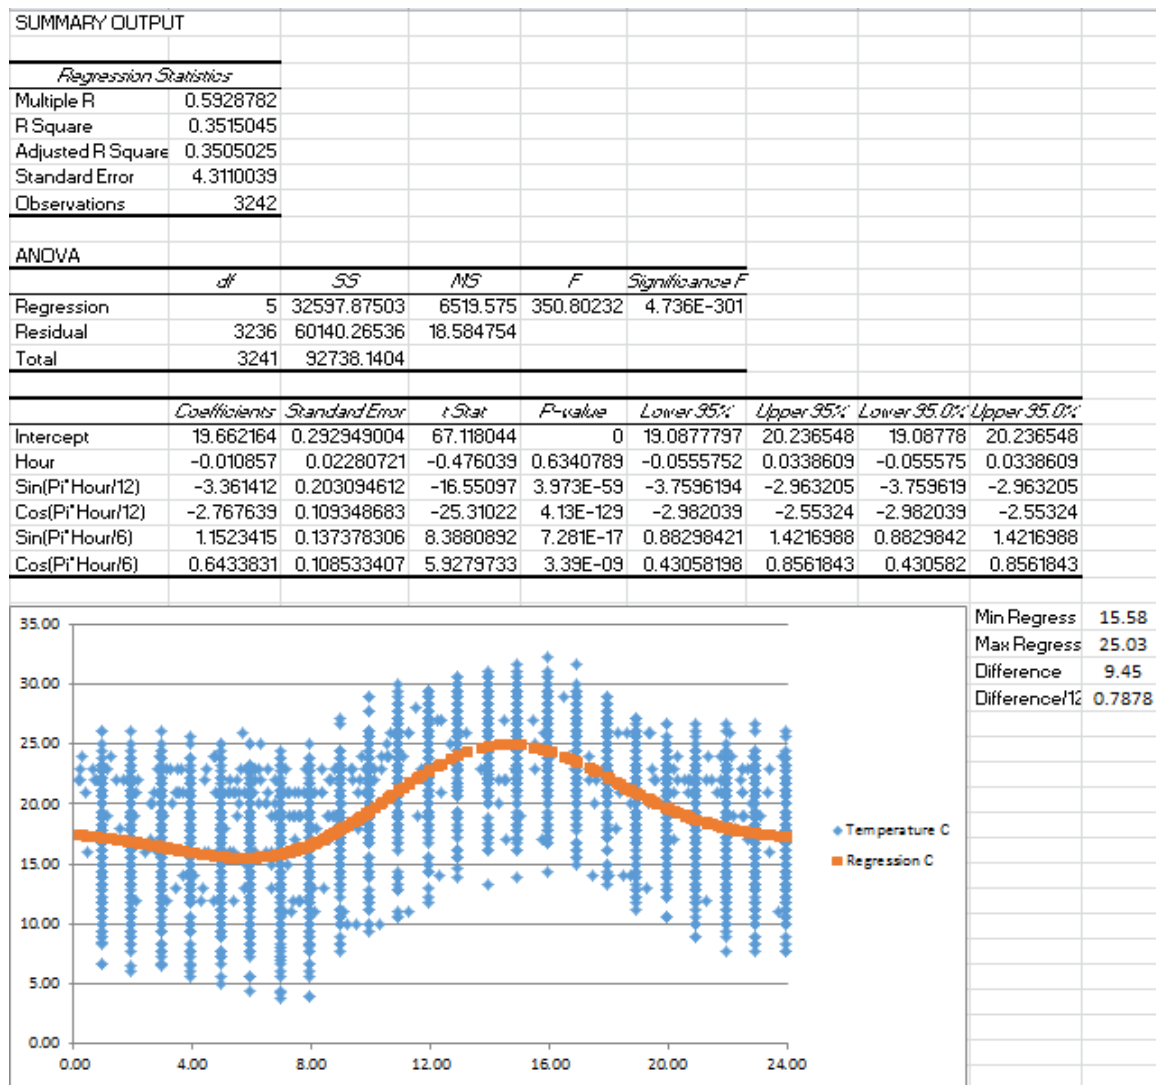 SUMMARY OUTPUT
Regression Statistics
Multiple R 0.5928782
R Square 0.3515045
Adjusted R Square 0.3505025
Standard Error 4.3110039
Observations 3242
ANOVA
df SS MS F Significance F
Regression 5 32597.87503 6519.575 350.80232 4.736E-301
Residual 3236 60140.26536 18.584754
Total 3241 92738.1404
Coefficients Standard Error t Stat P-value Lower 95% Upper 95% Lower 95.0% Upper 95.0%
Intercept 19.662164 0.292949004 67.118044 0 19.0877797 20.236548 19.08778 20.236548
Hour -0.010857 0.02280721 -0.476039 0.6340789 -0.0555752 0.0338609 -0.055575 0.0338609
Sin(Pi*Hour/12) -3.361412 0.203094612 -16.55097 3.973E-59 -3.7596194 -2.963205 -3.759619 -2.963205
Cos(Pi*Hour/12) -2.767639 0.109348683 -25.31022 4.13E-129 -2.982039 -2.55324 -2.982039 -2.55324
Sin(Pi*Hour/6) 1.1523415 0.137378306 8.3880892 7.281E-17 0.88298421 1.4216988 0.8829842 1.4216988
Cos(Pi*Hour/6) 0.6433831 0.108533407 5.9279733 3.39E-09 0.43058198 0.8561843 0.430582 0.8561843
Min Regress 15.58
Max Regress 25.03
Difference 9.45
Difference/12 0.7878
35.00
30.00
25.00
20.00
15.00
10.00
5.00
0.00
0.00 4.00 8.00 12.00 16.00 20.00 24.00
Temperature C
Regression C